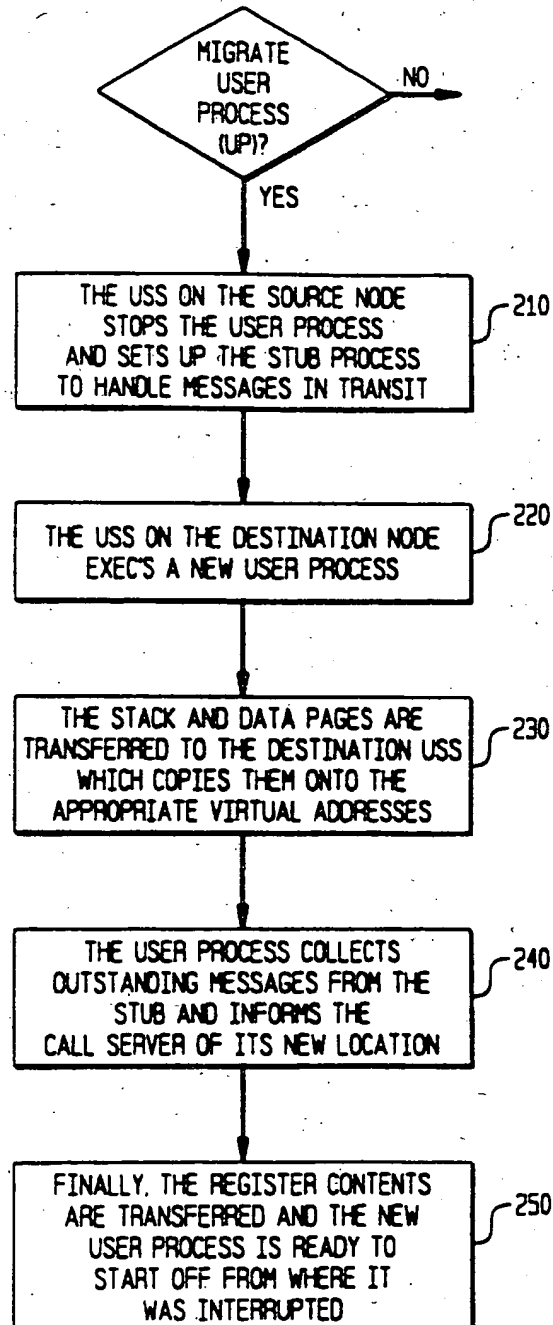 MIGRATE
USER
PROCESS
(UP)?
NO
YES
THE USS ON THE SOURCE NODE
STOPS THE USER PROCESS
AND SETS UP THE STUB PROCESS
TO HANDLE MESSAGES IN TRANSIT
210
THE USS ON THE DESTINATION NODE
EXEC'S A NEW USER PROCESS
220
THE STACK AND DATA PAGES ARE
TRANSFERRED TO THE DESTINATION USS
WHICH COPIES THEM ONTO THE
APPROPRIATE VIRTUAL ADDRESSES
230
THE USER PROCESS COLLECTS
OUTSTANDING MESSAGES FROM THE
STUB AND INFORMS THE
CALL SERVER OF ITS NEW LOCATION
240
FINALLY, THE REGISTER CONTENTS
ARE TRANSFERRED AND THE NEW
USER PROCESS IS READY TO
START OFF FROM WHERE IT
WAS INTERRUPTED
250